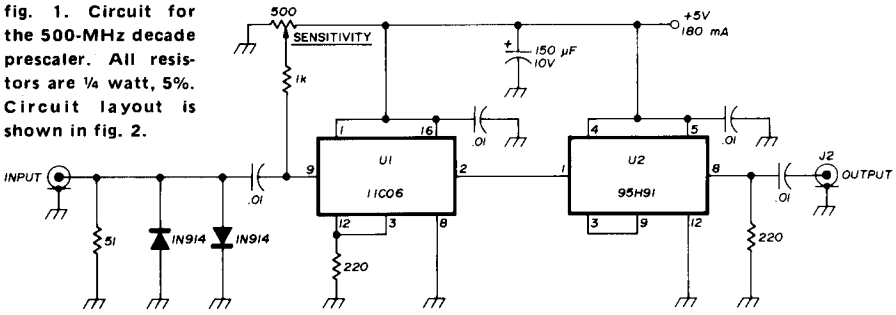 fig. 1. Circuit for
the 500-MHz decade
prescaler. All resis-
tors are ¼ watt, 5%.
Circuit layout is
shown in fig. 2.
500
SENSITIVITY
1k
+
150 µF
10V
+5V
180 mA
1
16
.01
4
5
.01
INPUT
.01
9
U1
11C06
2
1
U2
95H91
8
.01
J2
OUTPUT
51
1N914
1N914
12
3
8
220
3
9
12
220